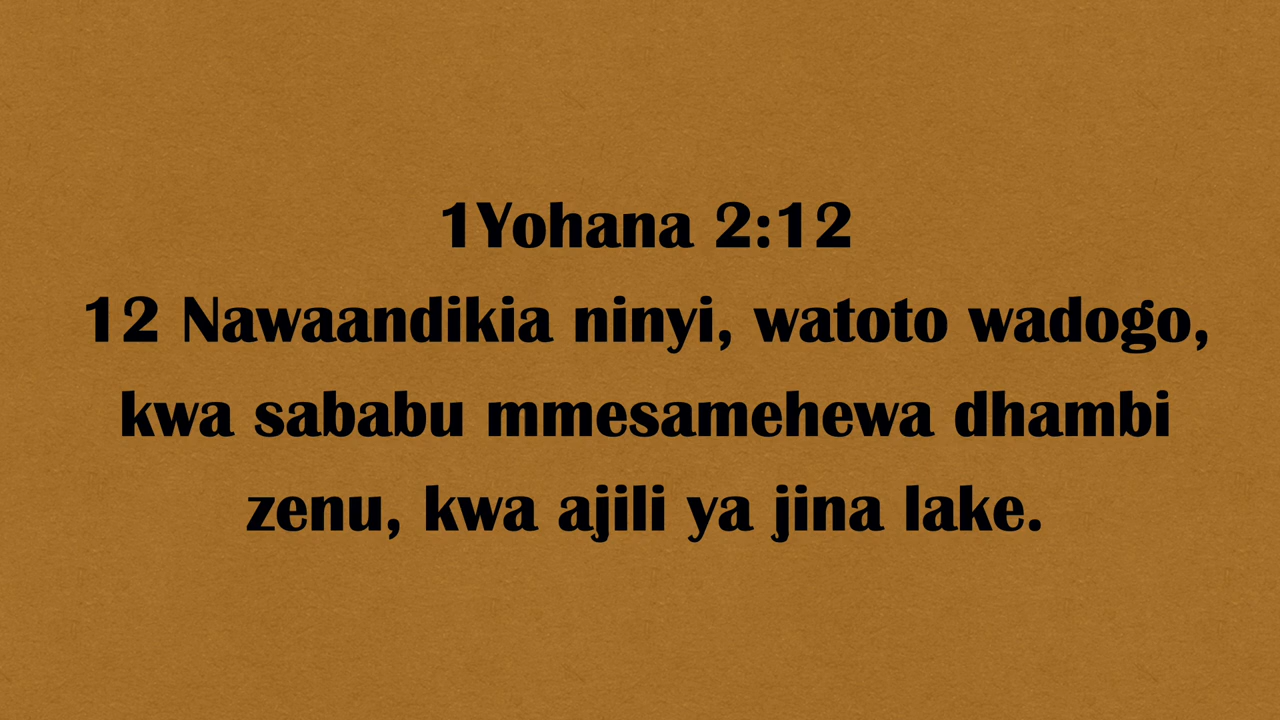 1Yohana 2:12
12 Nawaandikia ninyi, watoto wadogo,
kwa sababu mmesamehewa dhambi
zenu, kwa ajili ya jina lake.